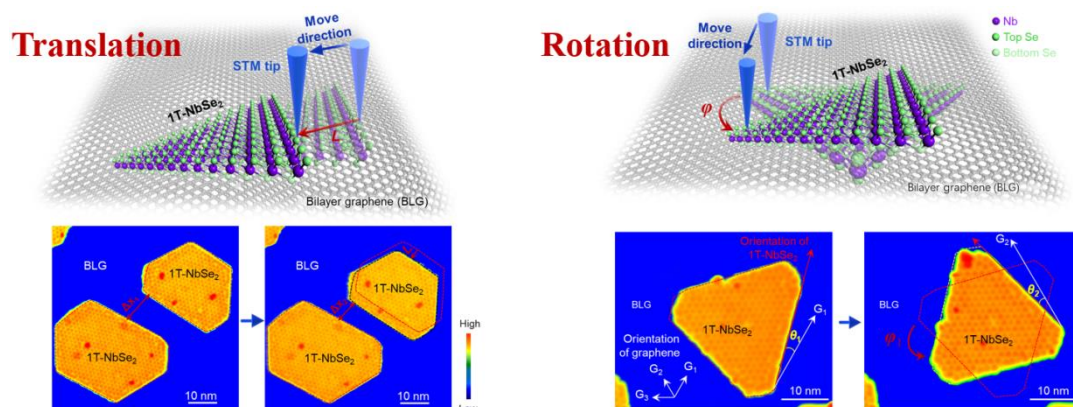 Translation
Move
direction
STM tip
1T-NbSe₂
L
Bilayer graphene (BLG)
Rotation
Move
direction
STM tip
φ
1T-NbSe₂
Nb
Top Se
Bottom Se
Bilayer graphene (BLG)
BLG
1T-NbSe₂
Δx₁
1T-NbSe₂
10 nm
BLG
1T-NbSe₂
1T-NbSe₂
10 nm
High
Orientation of
1T-NbSe₂
BLG
G₁
1T-NbSe₂
θ₁
Orientation
of graphene
G₂
G₁
G₃
10 nm
G₂
BLG
θ₂
1T-NbSe₂
φ₁
10 nm